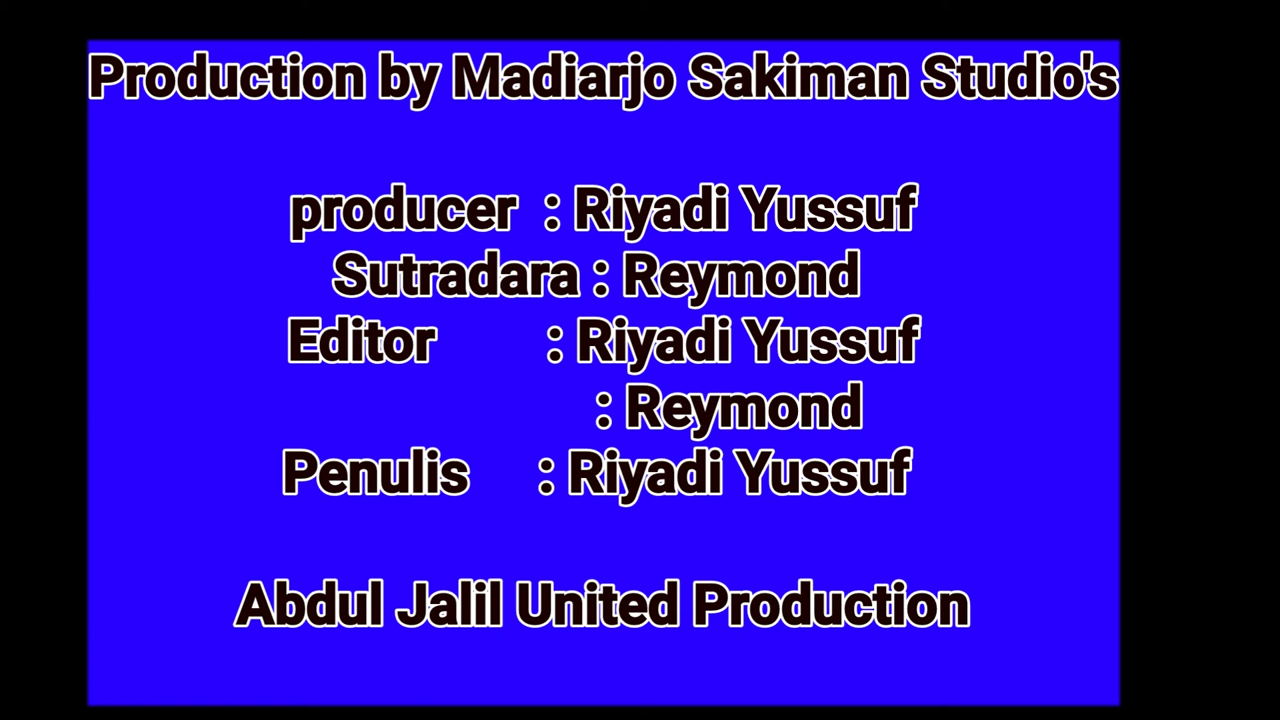 Production by Madiarjo Sakiman Studio's
producer : Riyadi Yussuf
Sutradara : Reymond
Editor : Riyadi Yussuf
: Reymond
Penulis : Riyadi Yussuf
Abdul Jalil United Production